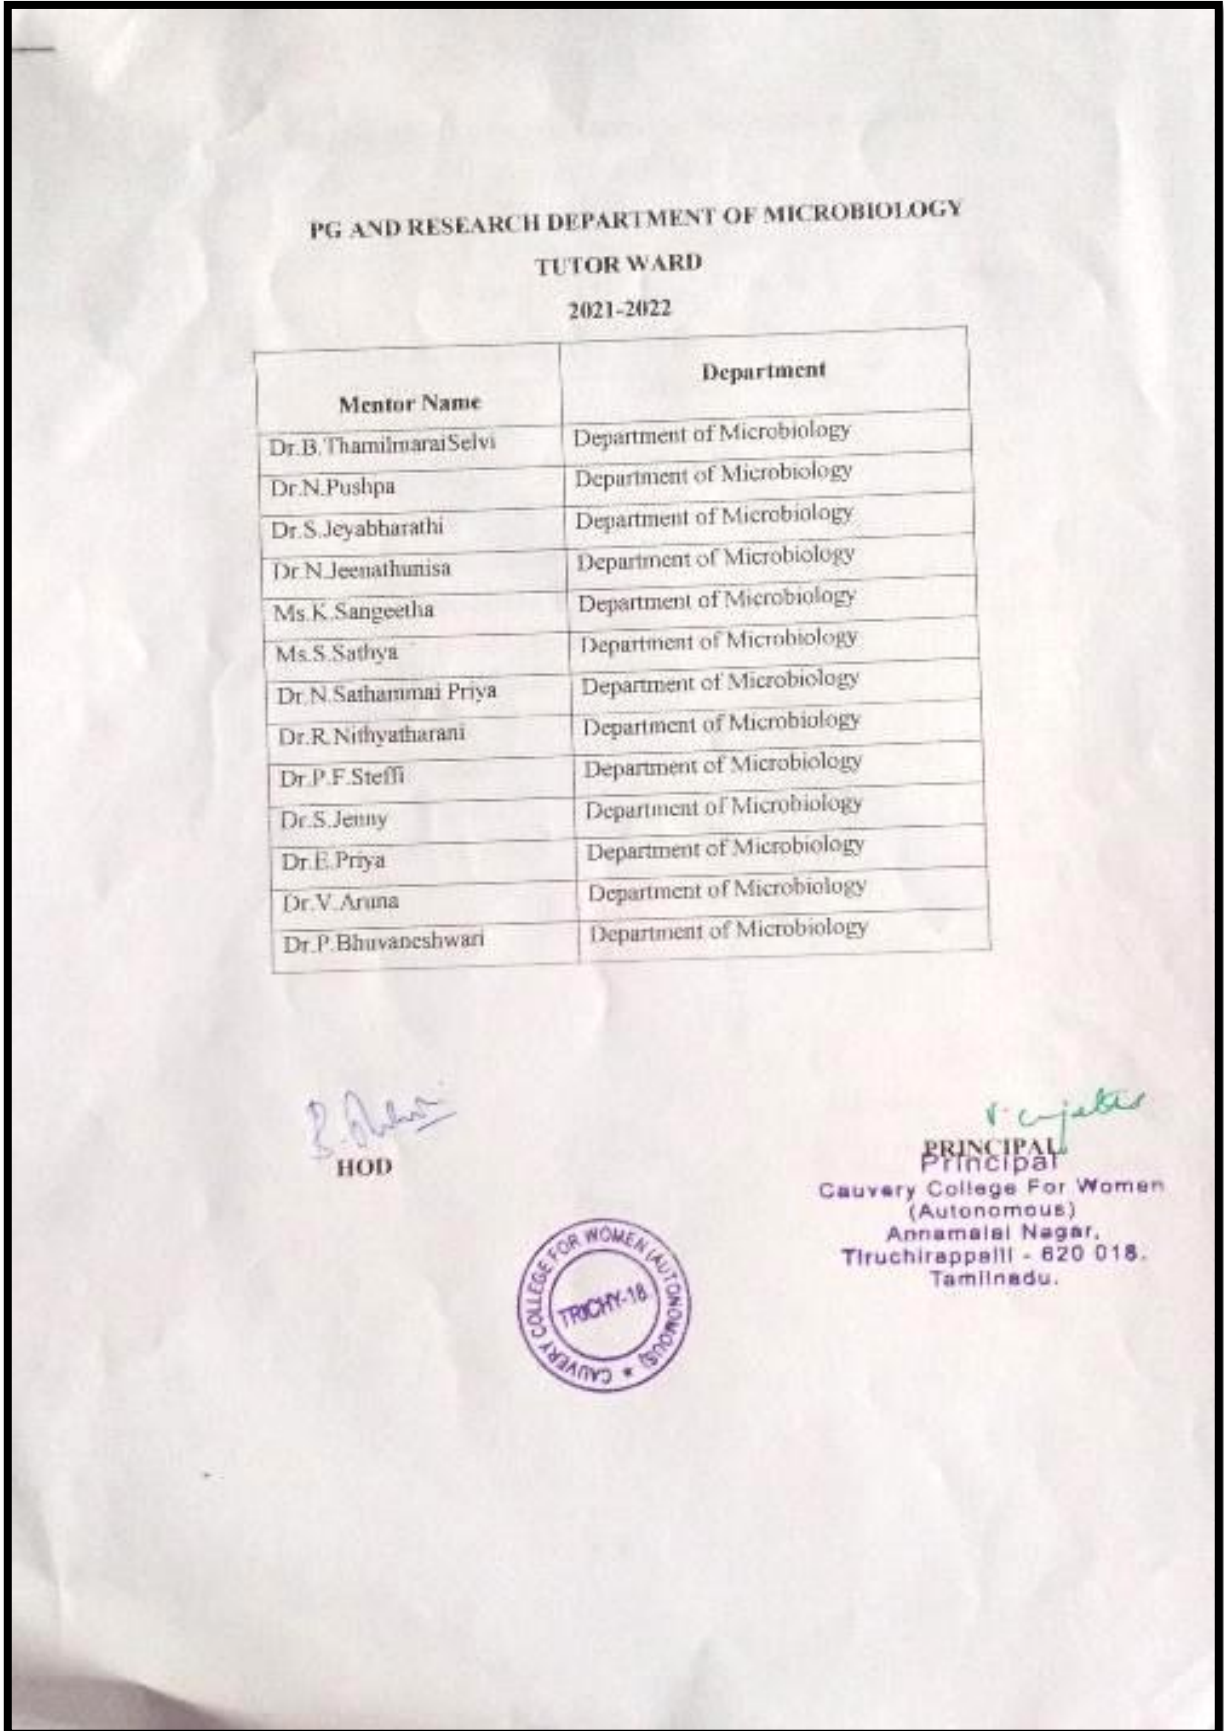 PG AND RESEARCH DEPARTMENT OF MICROBIOLOGY
TUTOR WARD
2021-2022
Mentor Name Department
Dr.B.ThamilmaraiSelvi Department of Microbiology
Dr.N.Pushpa Department of Microbiology
Dr.S.Jeyabharathi Department of Microbiology
Dr.N.Jeenathunisa Department of Microbiology
Ms.K.Sangeetha Department of Microbiology
Ms.S.Sathya Department of Microbiology
Dr.N.Sathammai Priya Department of Microbiology
Dr.R.Nithyatharani Department of Microbiology
Dr.P.F.Steffi Department of Microbiology
Dr.S.Jenny Department of Microbiology
Dr.E.Priya Department of Microbiology
Dr.V.Aruna Department of Microbiology
Dr.P.Bhuvaneshwari Department of Microbiology
HOD
PRINCIPAL
Principal
Cauvery College For Women
(Autonomous)
Annamalai Nagar,
Tiruchirappalli - 620 018.
Tamilnadu.
CAUVERY COLLEGE FOR WOMEN (AUTONOMOUS) *
TRICHY-18